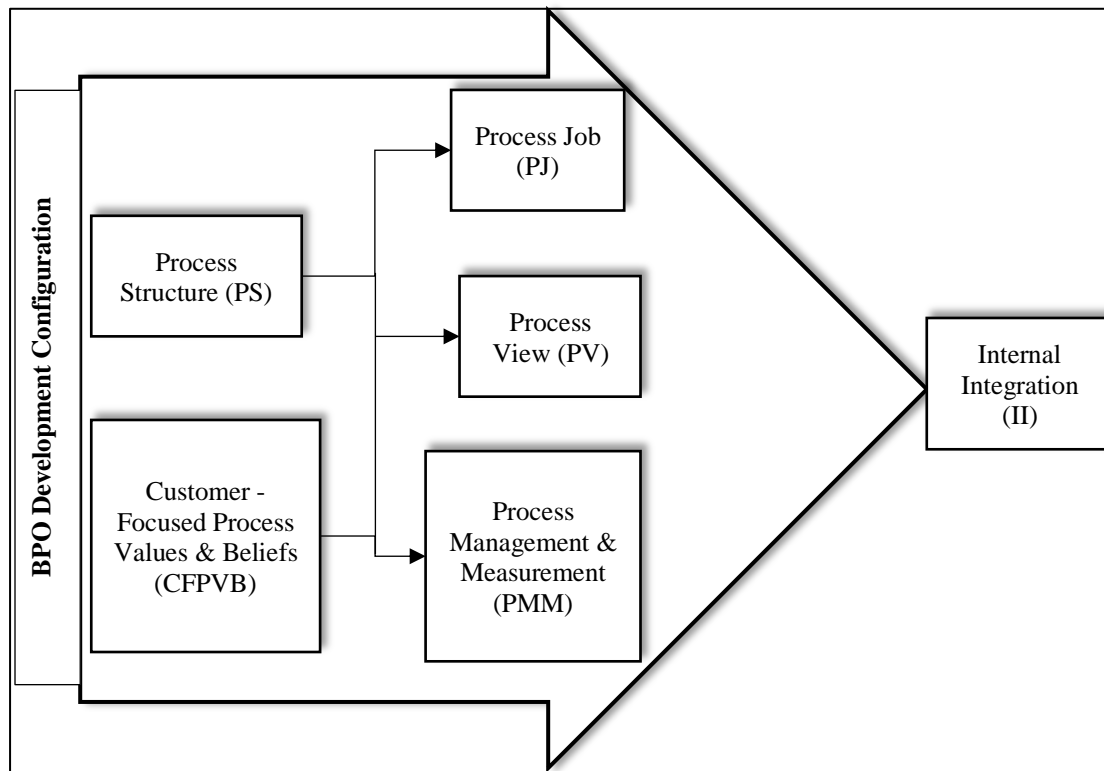 BPO Development Configuration
Process
Structure (PS)
Customer -
Focused Process
Values & Beliefs
(CFPVB)
Process Job
(PJ)
Process
View (PV)
Process
Management &
Measurement
(PMM)
Internal
Integration
(II)